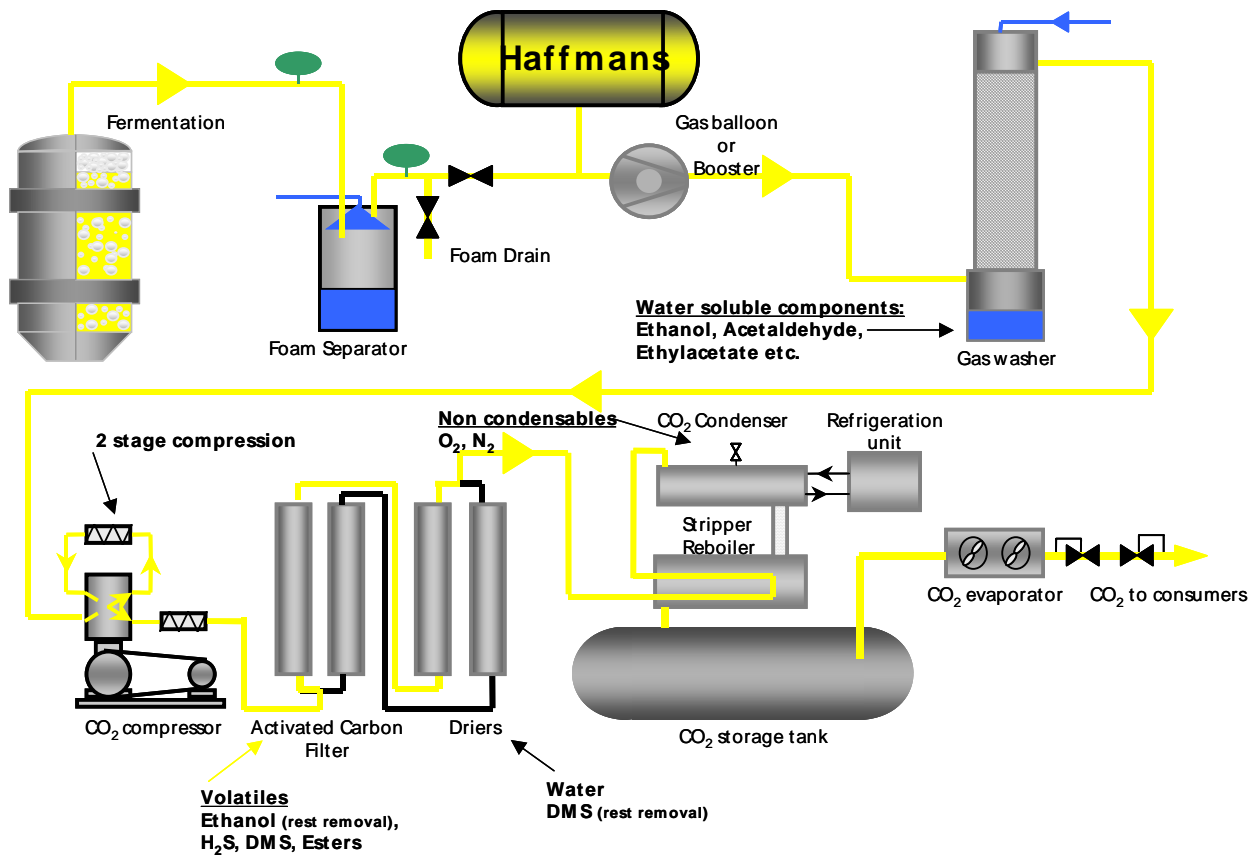 Haffmans
Fermentation
Gas balloon
or
Booster
Foam Drain
Foam Separator
Water soluble components:
Ethanol, Acetaldehyde,
Ethylacetate etc.
Gas washer
2 stage compression
Non condensables
O₂, N₂
CO₂ Condenser
Refrigeration
unit
Stripper
Reboiler
CO₂ evaporator
CO₂ to consumers
CO₂ compressor
Activated Carbon
Filter
Driers
CO₂ storage tank
Volatiles
Ethanol (rest removal),
H₂S, DMS, Esters
Water
DMS (rest removal)